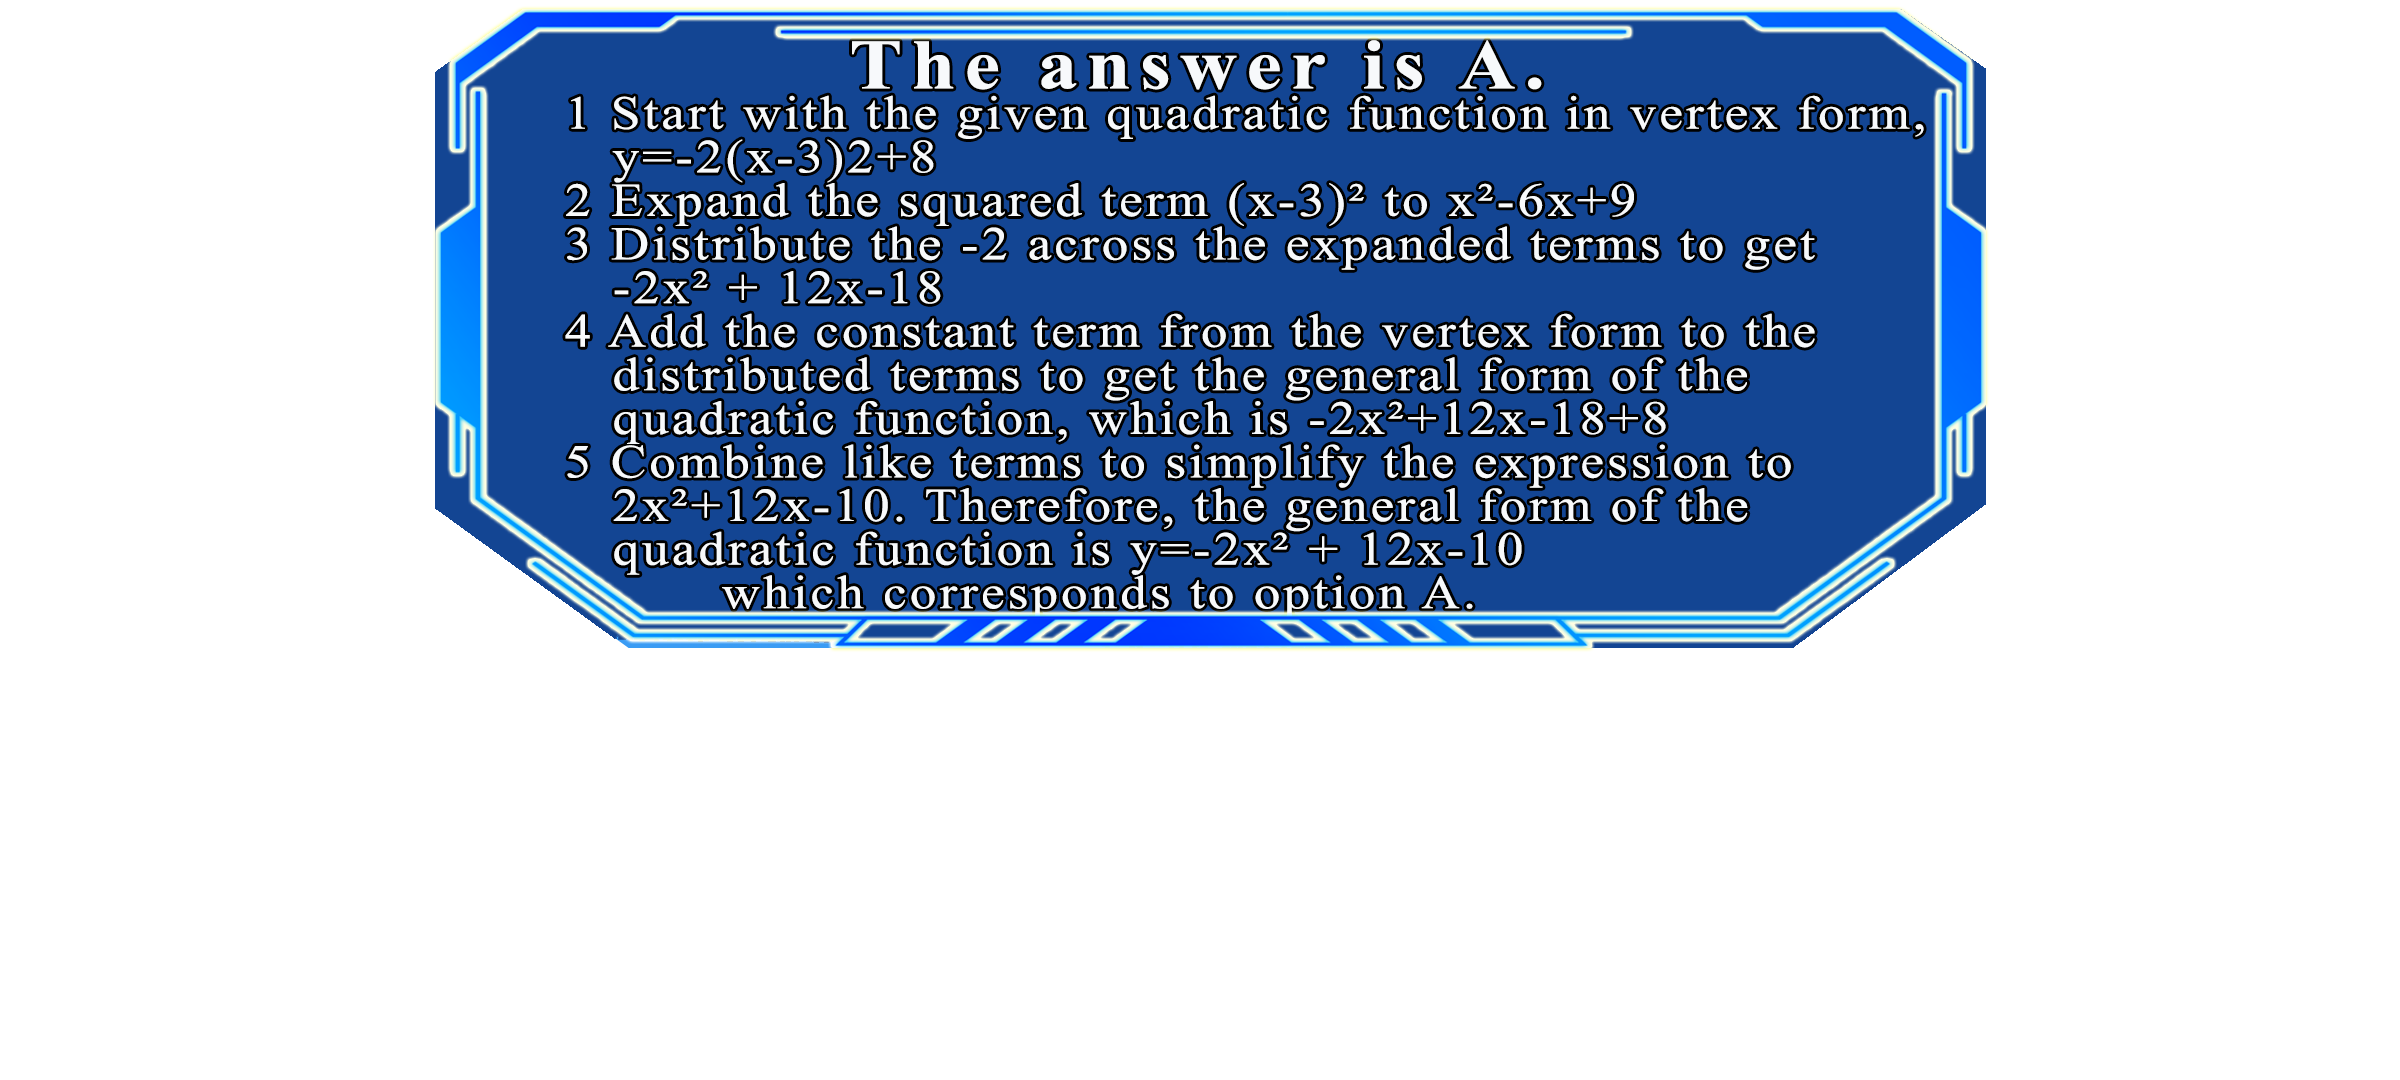 The answer is A.
1 Start with the given quadratic function in vertex form,
y=-2(x-3)2+8
2 Expand the squared term (x-3)² to x²-6x+9
3 Distribute the -2 across the expanded terms to get
-2x² + 12x-18
4 Add the constant term from the vertex form to the
distributed terms to get the general form of the
quadratic function, which is -2x²+12x-18+8
5 Combine like terms to simplify the expression to
2x²+12x-10. Therefore, the general form of the
quadratic function is y=-2x² + 12x-10
which corresponds to option A.